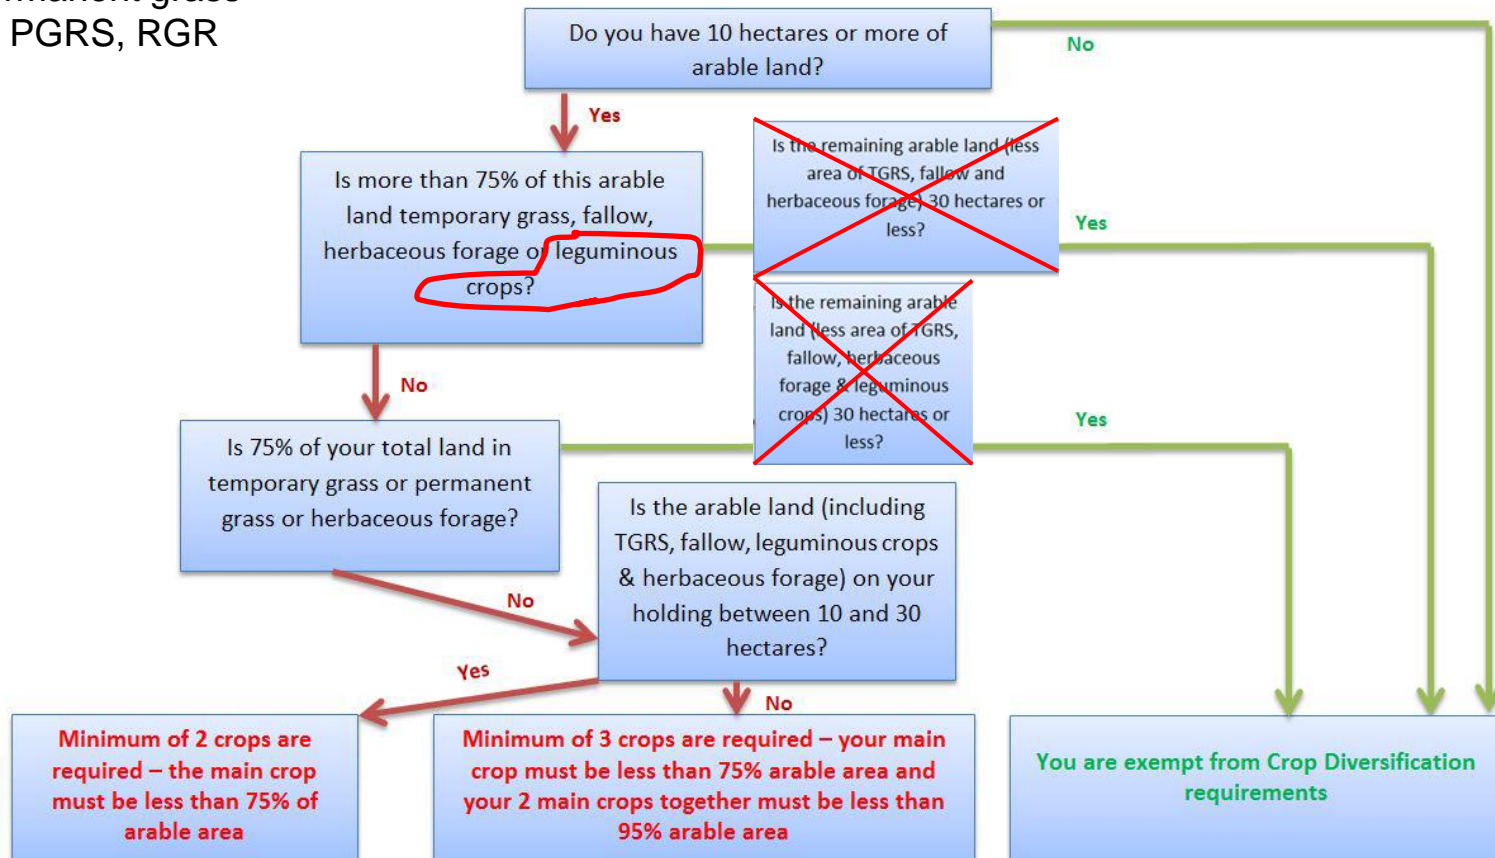 PGRS, RGR
Do you have 10 hectares or more of
arable land?
No
Yes
Is more than 75% of this arable
land temporary grass, fallow,
herbaceous forage or leguminous
crops?
Is the remaining arable land (less
area of TGRS, fallow and
herbaceous forage) 30 hectares or
less?
Yes
Is the remaining arable
land (less area of TGRS,
fallow, herbaceous
forage & leguminous
crops) 30 hectares or
less?
Yes
No
Is 75% of your total land in
temporary grass or permanent
grass or herbaceous forage?
No
Is the arable land (including
TGRS, fallow, leguminous crops
& herbaceous forage) on your
holding between 10 and 30
hectares?
Yes
No
Minimum of 2 crops are
required – the main crop
must be less than 75% of
arable area
Minimum of 3 crops are required – your main
crop must be less than 75% arable area and
your 2 main crops together must be less than
95% arable area
You are exempt from Crop Diversification
requirements